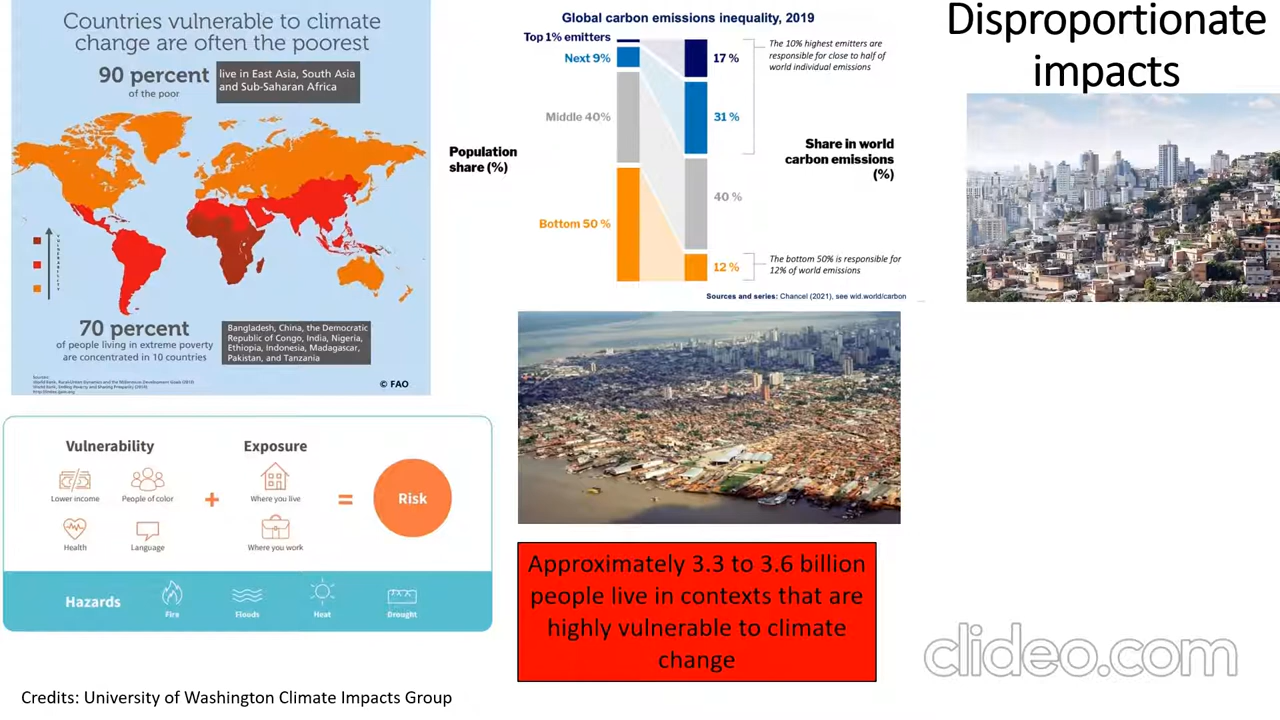 Countries vulnerable to climate
change are often the poorest
90 percent
of the poor
live in East Asia, South Asia
and Sub-Saharan Africa
70 percent
of people living in extreme poverty
are concentrated in 10 countries
Bangladesh, China, the Democratic
Republic of Congo, India, Nigeria,
Ethiopia, Indonesia, Madagascar,
Pakistan, and Tanzania
© FAO
Global carbon emissions inequality, 2019
Top 1% emitters
Next 9%
Middle 40%
Bottom 50 %
Population
share (%)
17 %
31 %
40 %
12 %
The 10% highest emitters are
responsible for close to half of
world individual emissions
Share in world
carbon emissions
(%)
The bottom 50% is responsible for
12% of world emissions
Sources and series: Chancel (2021), see wid.world/carbon
Disproportionate
impacts
Vulnerability
Lower income
People of color
Health
Language
+
Exposure
Where you live
Where you work
=
Risk
Hazards
Fire
Floods
Heat
Drought
Approximately 3.3 to 3.6 billion
people live in contexts that are
highly vulnerable to climate
change
Credits: University of Washington Climate Impacts Group
clideo.com